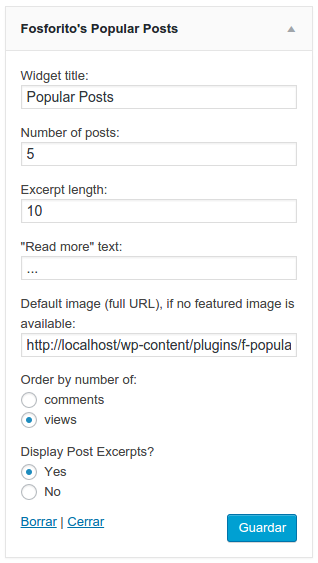 Fosforito's Popular Posts
Widget title:
Popular Posts
Number of posts:
5
Excerpt length:
10
"Read more" text:
...
Default image (full URL), if no featured image is
available:
http://localhost/wp-content/plugins/f-popula
Order by number of:
comments
views
Display Post Excerpts?
Yes
No
Borrar | Cerrar
Guardar